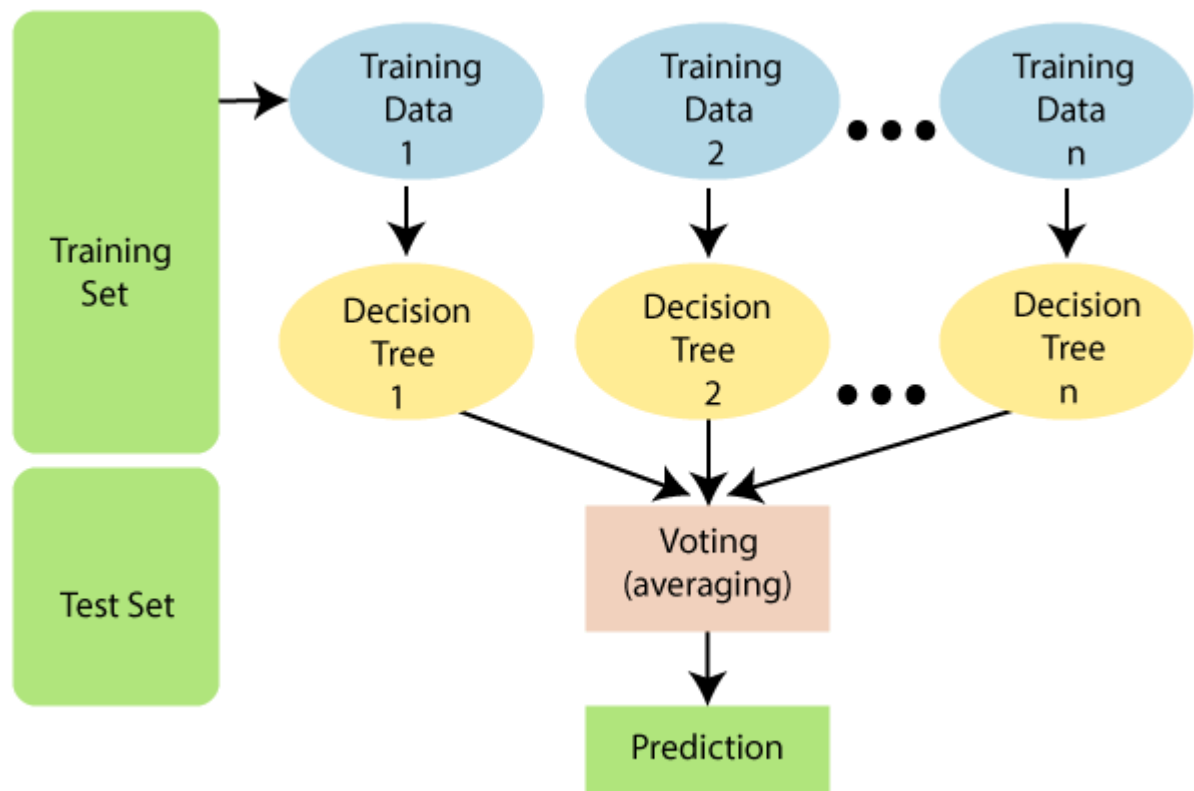 Training
Set
Test Set
Training
Data
1
Training
Data
2
Training
Data
n
Decision
Tree
1
Decision
Tree
2
Decision
Tree
n
Voting
(averaging)
Prediction